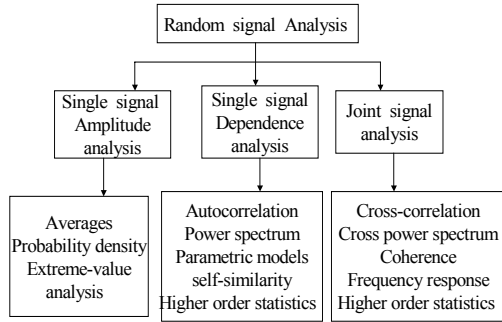 Random signal Analysis
Single signal
Amplitude
analysis
Single signal
Dependence
analysis
Joint signal
analysis
Averages
Probability density
Extreme-value
analysis
Autocorrelation
Power spectrum
Parametric models
self-similarity
Higher order statistics
Cross-correlation
Cross power spectrum
Coherence
Frequency response
Higher order statistics